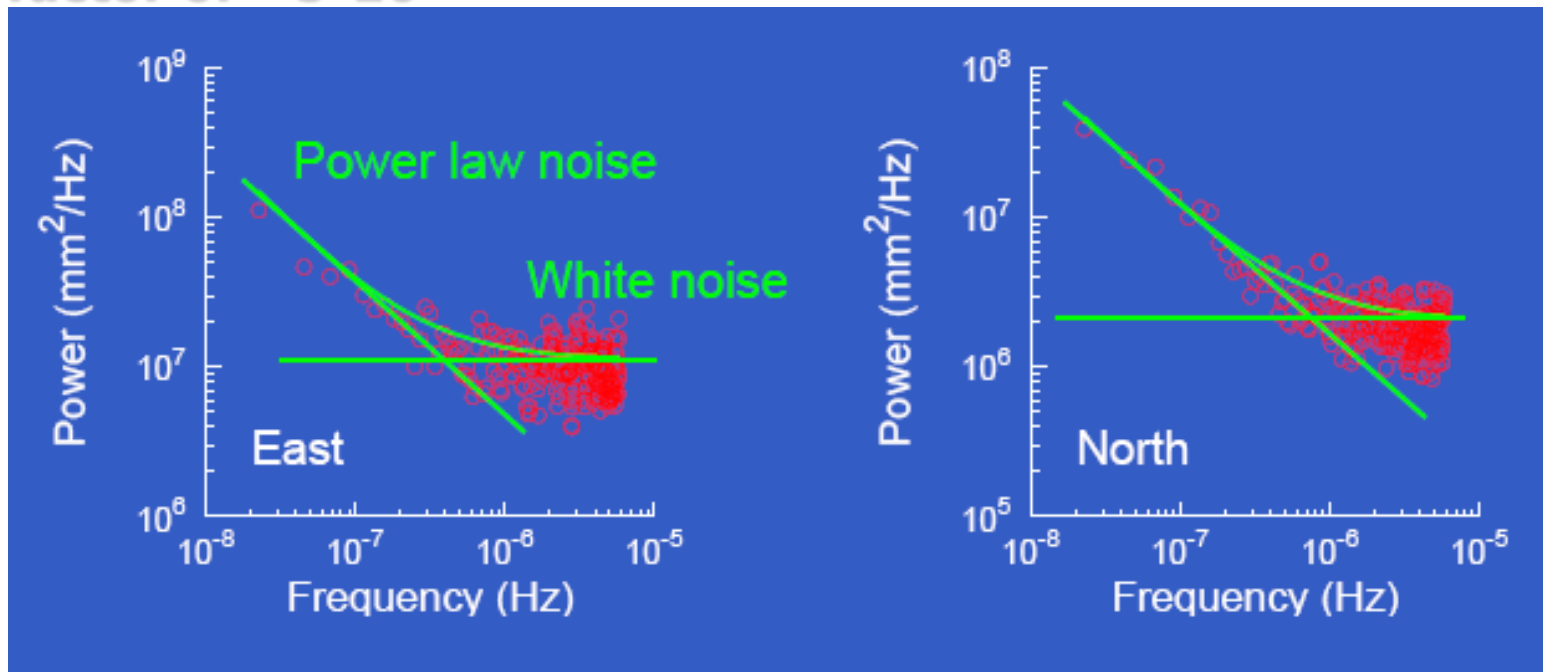 10^9
10^8
10^7
10^6
Power (mm^2/Hz)
Power law noise
White noise
East
10^-8
10^-7
10^-6
10^-5
Frequency (Hz)
10^8
10^7
10^6
10^5
Power (mm^2/Hz)
North
10^-8
10^-7
10^-6
10^-5
Frequency (Hz)